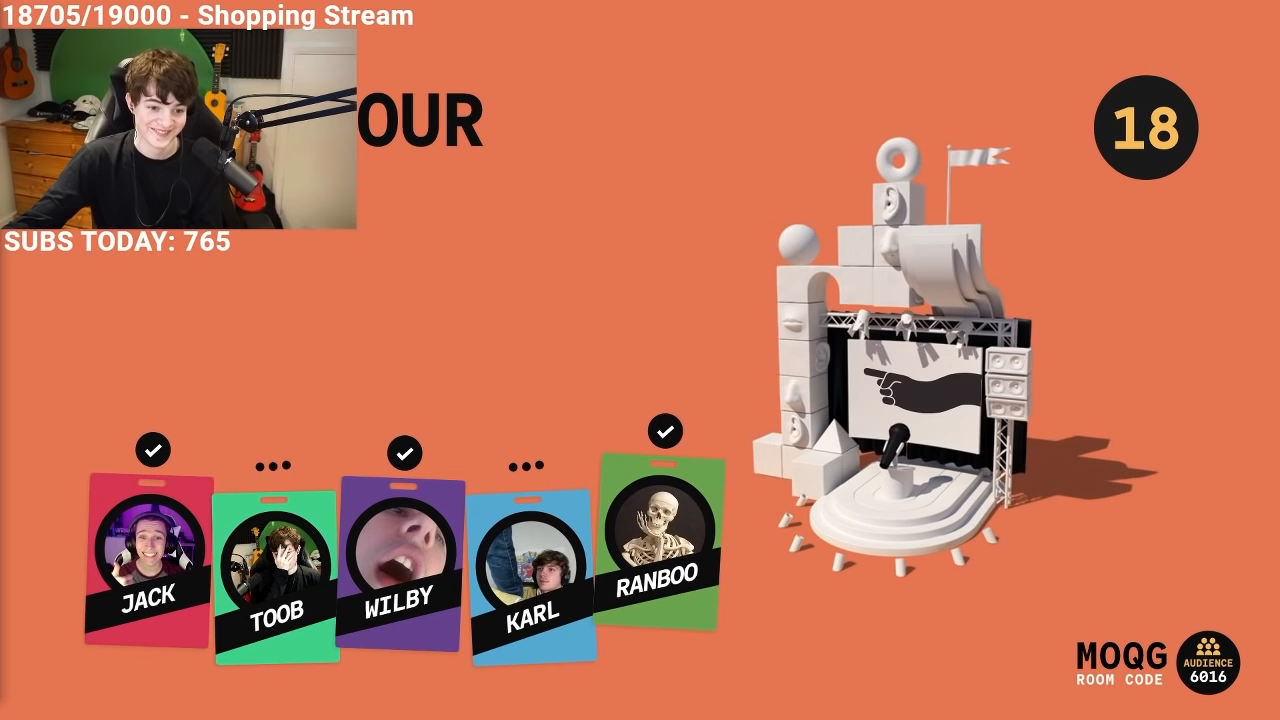 18705/19000 - Shopping Stream
OUR
18
SUBS TODAY: 765
JACK
TOOB
WILBY
KARL
RANBOO
MOQG
ROOM CODE
AUDIENCE
6016